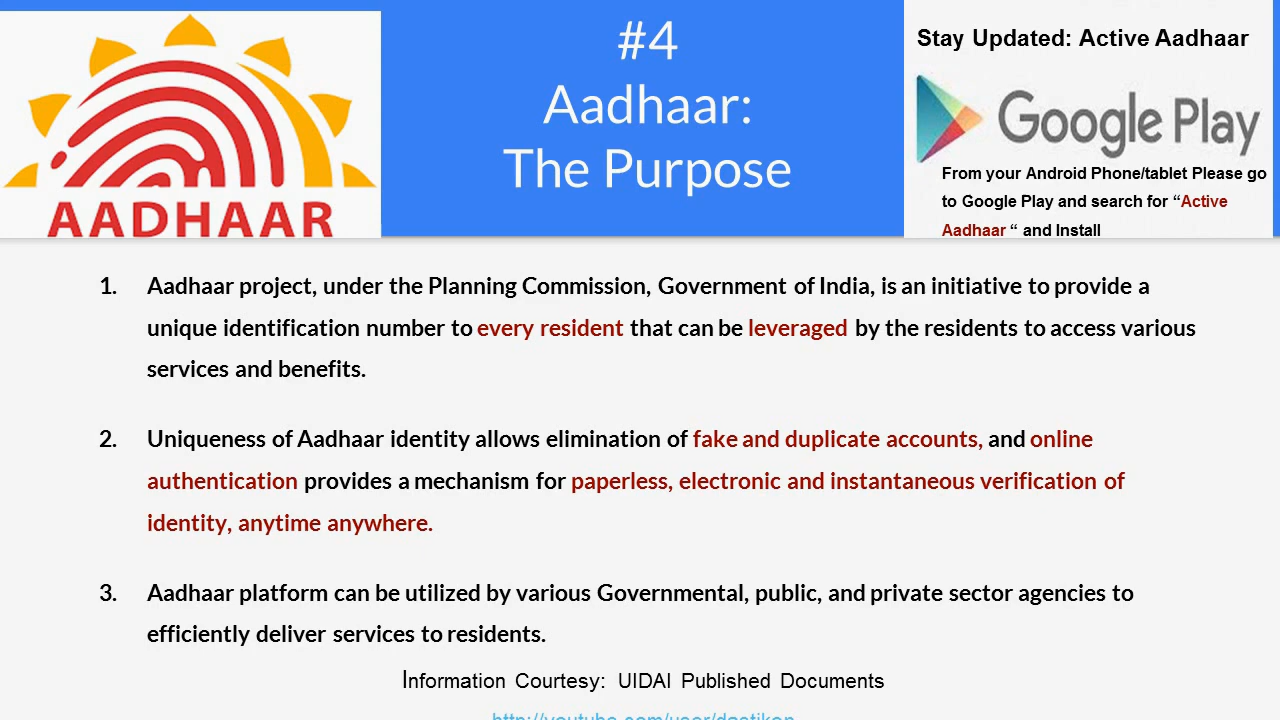 #4
Aadhaar:
The Purpose
AADHAAR
Stay Updated: Active Aadhaar
Google Play
From your Android Phone/tablet Please go
to Google Play and search for “Active
Aadhaar “ and Install
1. Aadhaar project, under the Planning Commission, Government of India, is an initiative to provide a
unique identification number to every resident that can be leveraged by the residents to access various
services and benefits.
2. Uniqueness of Aadhaar identity allows elimination of fake and duplicate accounts, and online
authentication provides a mechanism for paperless, electronic and instantaneous verification of
identity, anytime anywhere.
3. Aadhaar platform can be utilized by various Governmental, public, and private sector agencies to
efficiently deliver services to residents.
Information Courtesy: UIDAI Published Documents